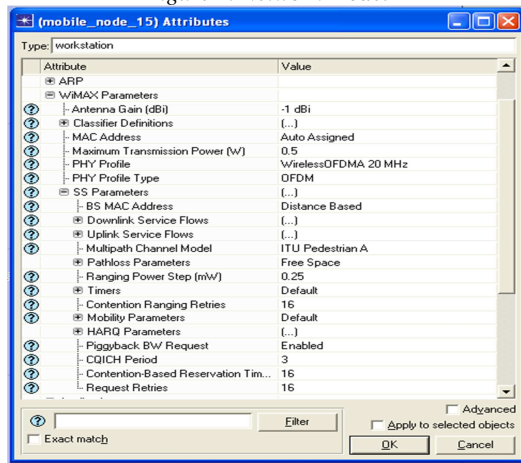 (mobile_node_15) Attributes
Type: workstation
Attribute Value
ARP
WiMAX Parameters
Antenna Gain (dBi) -1 dBi
Classifier Definitions (...)
MAC Address Auto Assigned
Maximum Transmission Power (W) 0.5
PHY Profile WirelessOFDMA 20 MHz
PHY Profile Type OFDM
SS Parameters (...)
BS MAC Address Distance Based
Downlink Service Flows (...)
Uplink Service Flows (...)
Multipath Channel Model ITU Pedestrian A
Pathloss Parameters Free Space
Ranging Power Step (mW) 0.25
Timers Default
Contention Ranging Retries 16
Mobility Parameters Default
HARQ Parameters (...)
Piggyback BW Request Enabled
CQICH Period 3
Contention-Based Reservation Tim... 16
Request Retries 16
Advanced
Filter
Apply to selected objects
Exact match
OK Cancel